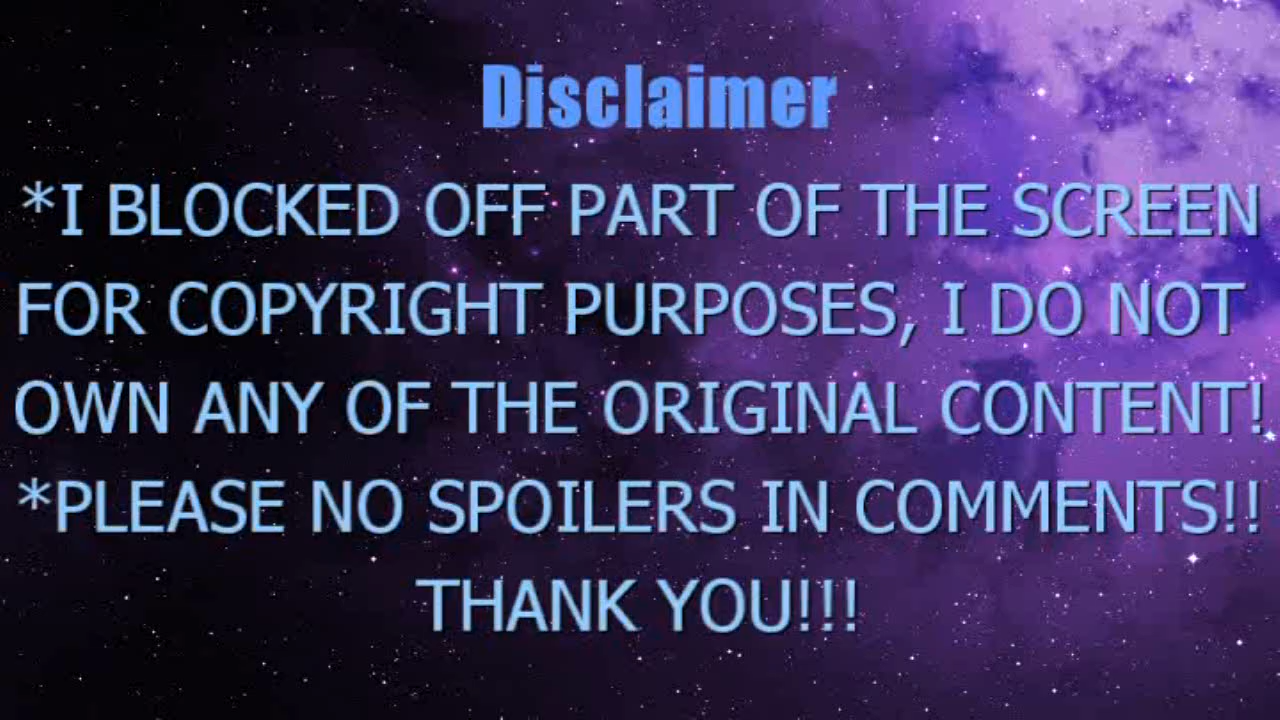 Disclaimer
*I BLOCKED OFF PART OF THE SCREEN
FOR COPYRIGHT PURPOSES, I DO NOT
OWN ANY OF THE ORIGINAL CONTENT!
*PLEASE NO SPOILERS IN COMMENTS!!
THANK YOU!!!